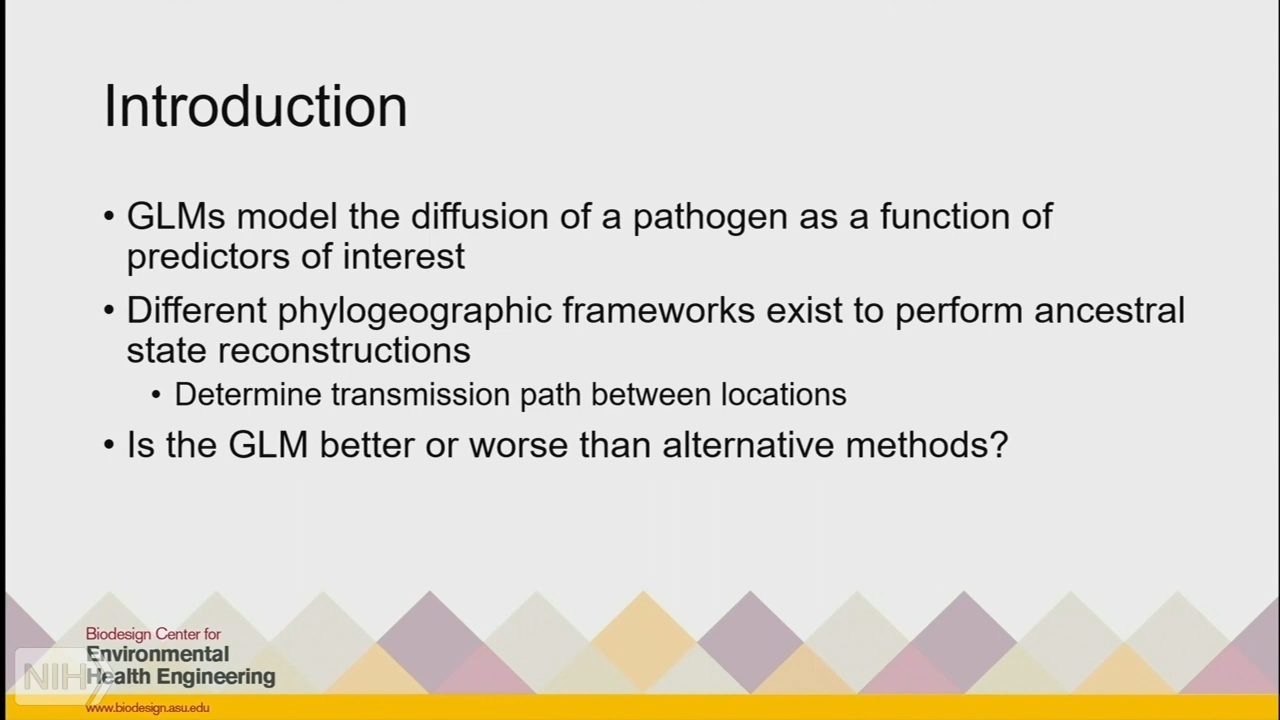 Introduction
• GLMs model the diffusion of a pathogen as a function of
predictors of interest
• Different phylogeographic frameworks exist to perform ancestral
state reconstructions
• Determine transmission path between locations
• Is the GLM better or worse than alternative methods?
Biodesign Center for
Environmental
Health Engineering
NIH
www.biodesign.asu.edu